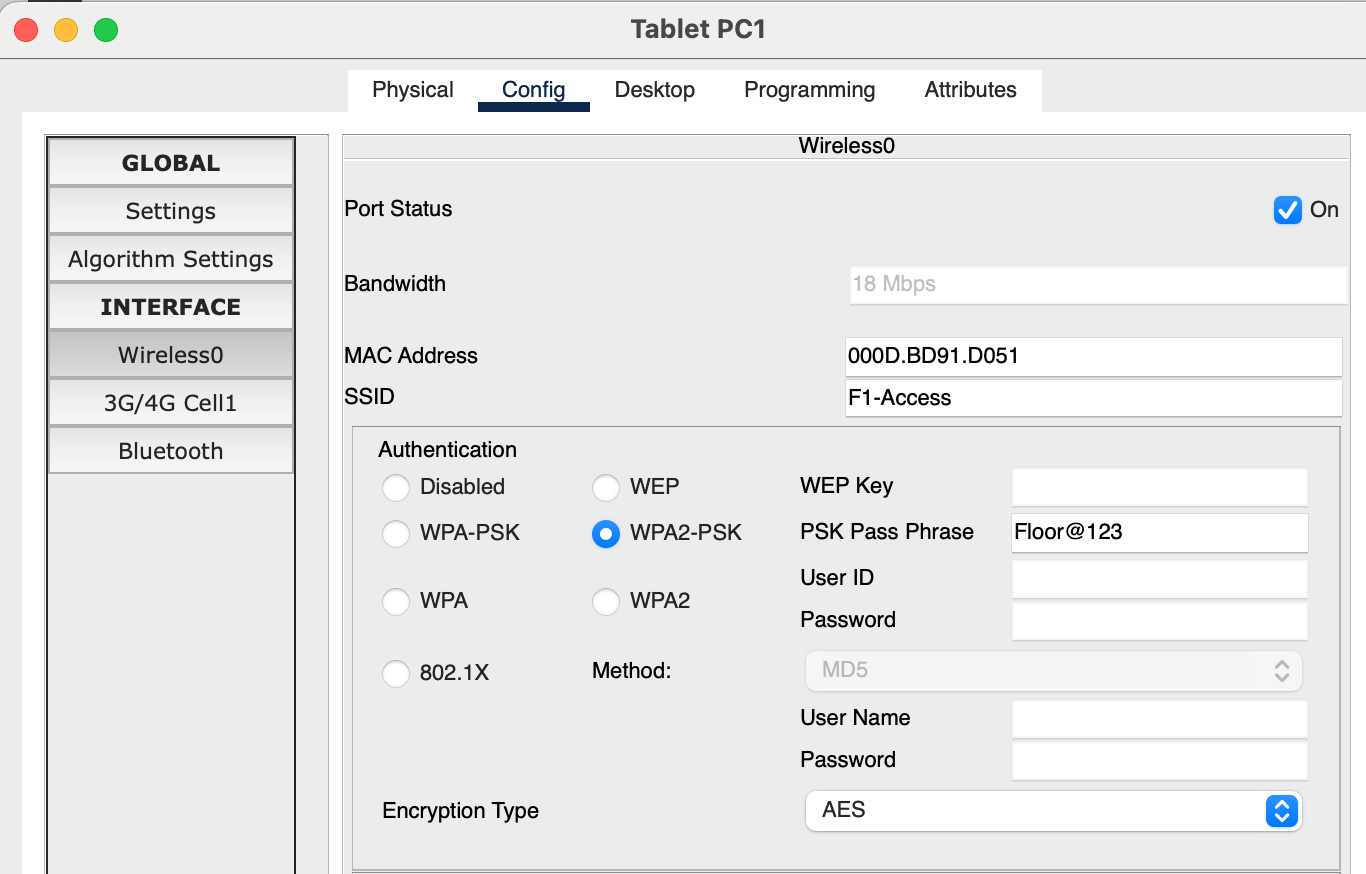 Tablet PC1
Physical Config Desktop Programming Attributes
GLOBAL
Settings
Algorithm Settings
INTERFACE
Wireless0
3G/4G Cell1
Bluetooth
Wireless0
Port Status On
Bandwidth 18 Mbps
MAC Address 000D.BD91.D051
SSID F1-Access
Authentication
Disabled WEP WEP Key
WPA-PSK WPA2-PSK PSK Pass Phrase Floor@123
User ID
WPA WPA2 Password
802.1X Method: MD5
User Name
Password
Encryption Type AES